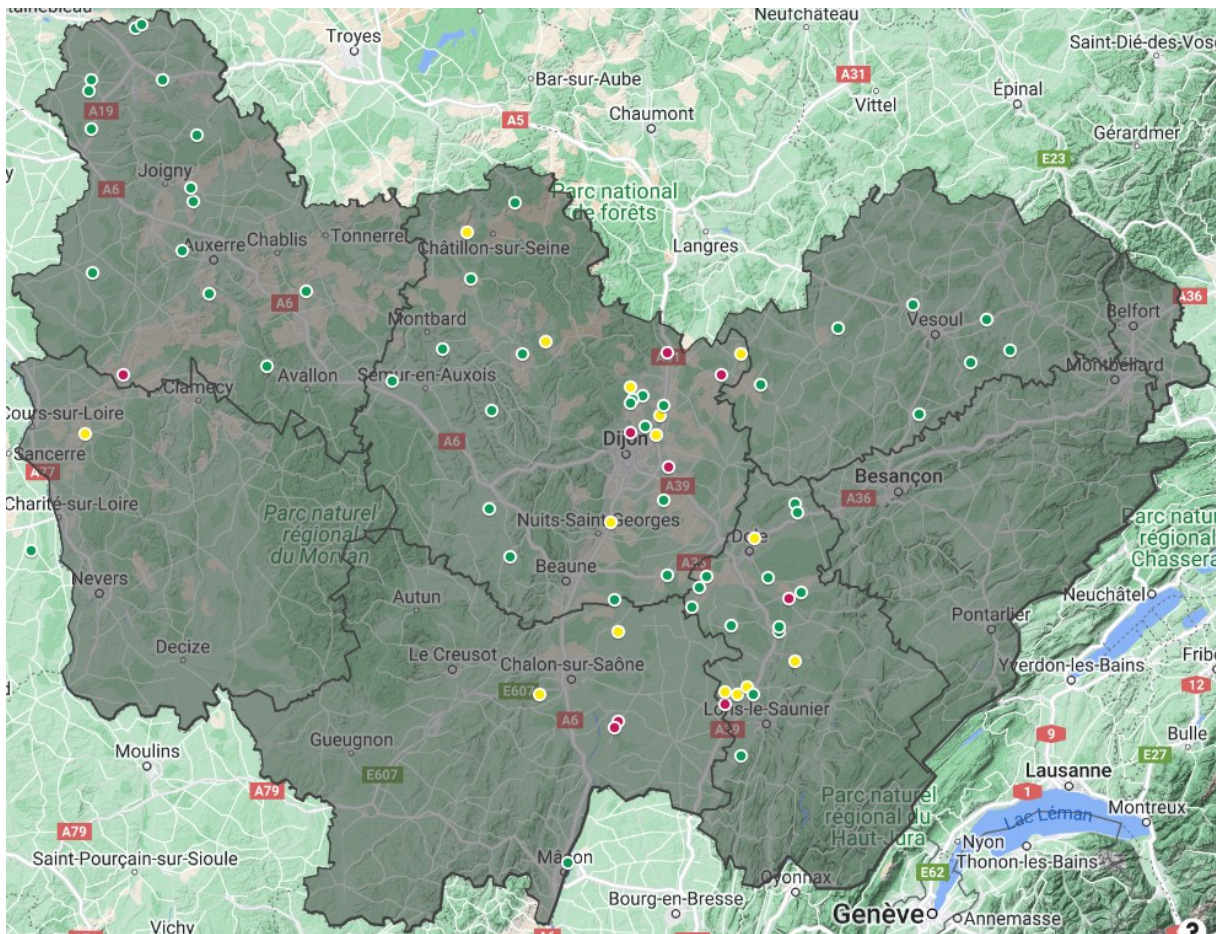 Neufchâteau
Troyes
Saint-Dié-des-Vos
Bar-sur-Aube
A31
Vittel
Épinal
A19
Chaumont
A5
Gérardmer
E23
Joigny
A6
Parc national
de forêts
Auxerre
Chablis
Tonnerre
Châtillon-sur-Seine
Langres
A6
A36
Montbard
Vesoul
Belfort
Montbéliard
Clamecy
Avallon
Semur-en-Auxois
Cours-sur-Loire
Sancerre
A6
Dijon
A77
A39
Besançon
A36
Charité-sur-Loire
Parc naturel
régional
du Morvan
Nuits-Saint-Georges
Parc natur
régional
Chassera
Dole
Nevers
Beaune
A36
Autun
Neuchâtel
Pontarlier
Decize
Le Creusot
Chalon-sur-Saône
Yverdon-les-Bains
Fribo
12
E607
A6
Lons-le-Saunier
A39
Moulins
Gueugnon
9
Bulle
E27
E607
Lausanne
A79
1
Montreux
Parc naturel
régional du
Haut-Jura
Lac Léman
A79
Nyon
Thonon-les-Bains
Saint-Pourçain-sur-Sioule
Mâcon
E62
Oyonnax
Bourg-en-Bresse
Genève
Annemasse
Vichy